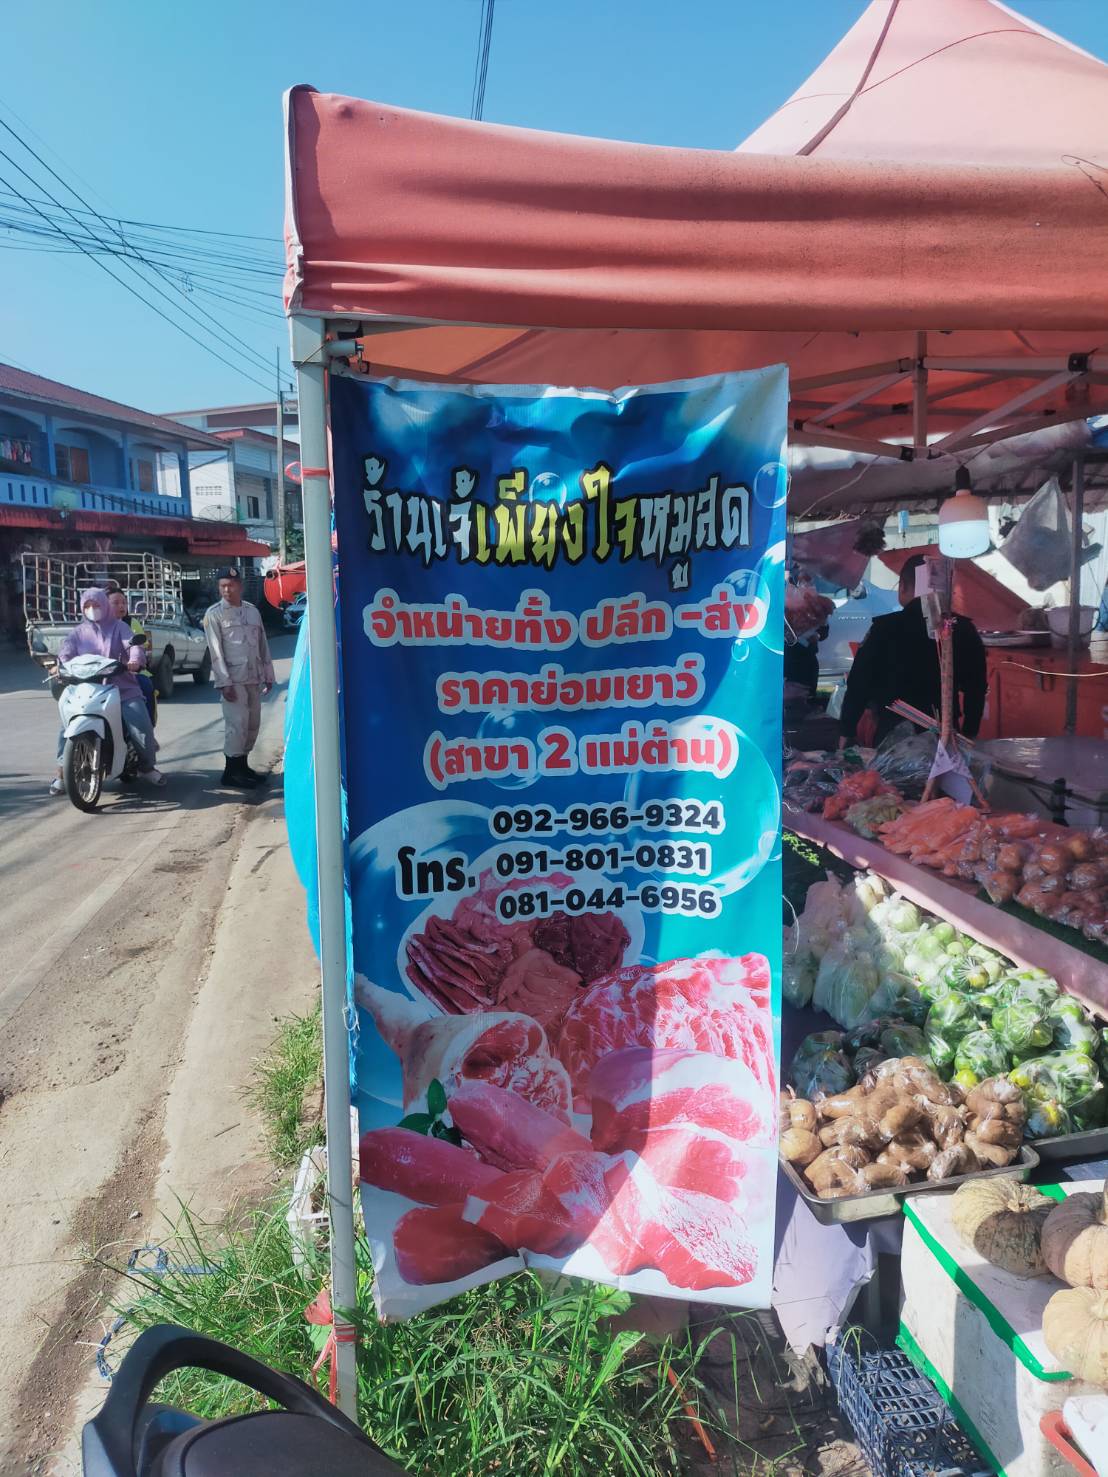 ร้านเจ้เพียงใจหมูสด
จำหน่ายทั้ง ปลีก -ส่ง
ราคาย่อมเยาว์
(สาขา 2 แม่ต้าน)
092-966-9324
โทร. 091-801-0831
081-044-6956